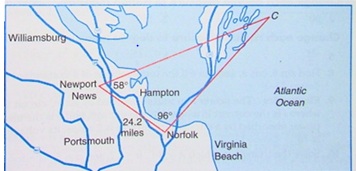 C
Williamsburg
Newport
News
58°
Hampton
Atlantic
Ocean
24.2
miles
96°
Norfolk
Portsmouth
Virginia
Beach